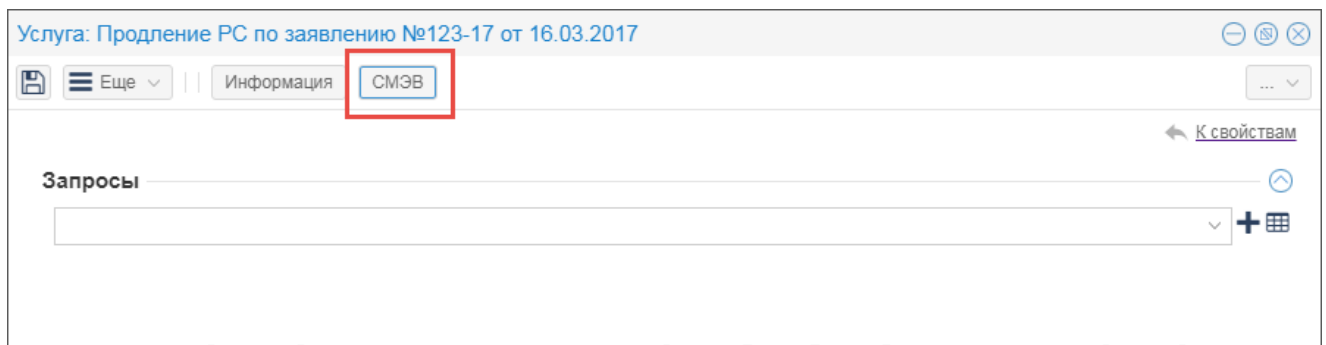 Услуга: Продление РС по заявлению №123-17 от 16.03.2017
Еще Информация СМЭВ ...
К свойствам
Запросы